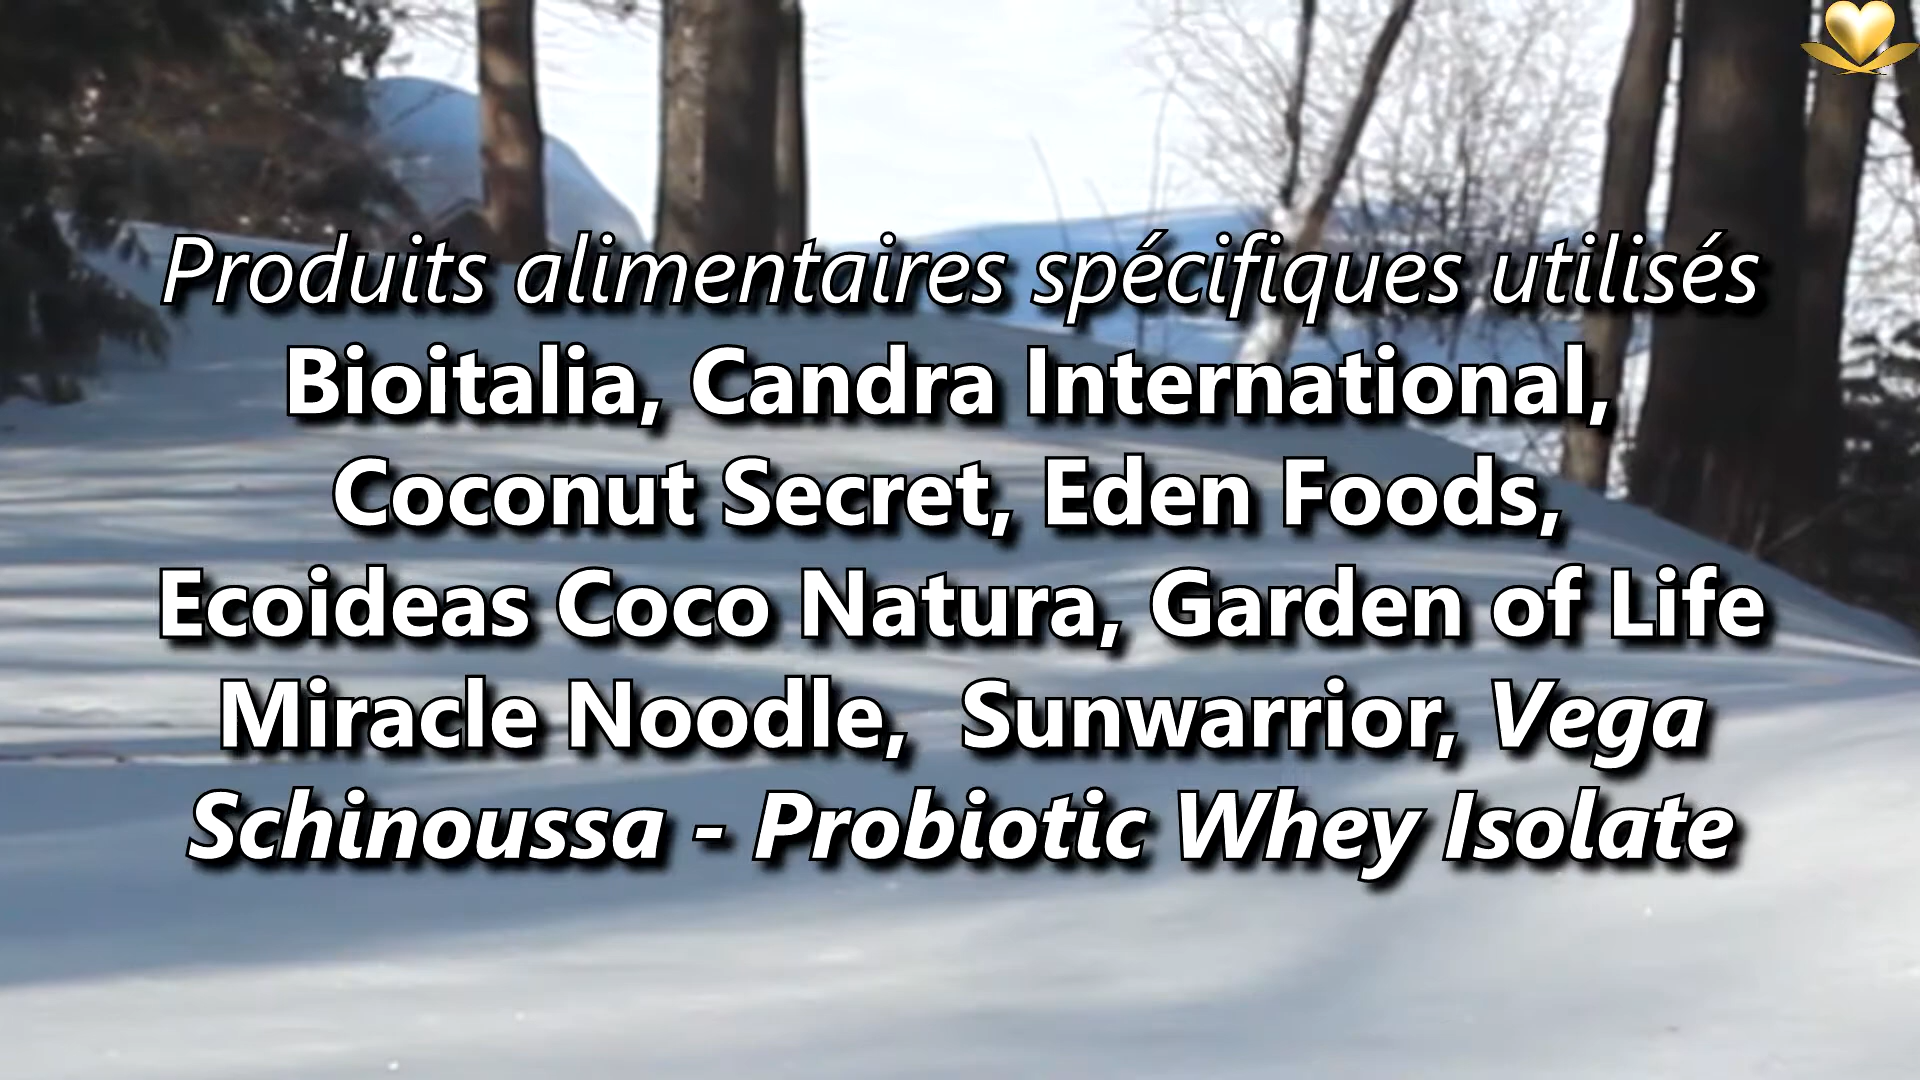 Produits alimentaires spécifiques utilisés
Bioitalia, Candra International,
Coconut Secret, Eden Foods,
Ecoideas Coco Natura, Garden of Life
Miracle Noodle,  Sunwarrior, Vega
Schinoussa - Probiotic Whey Isolate